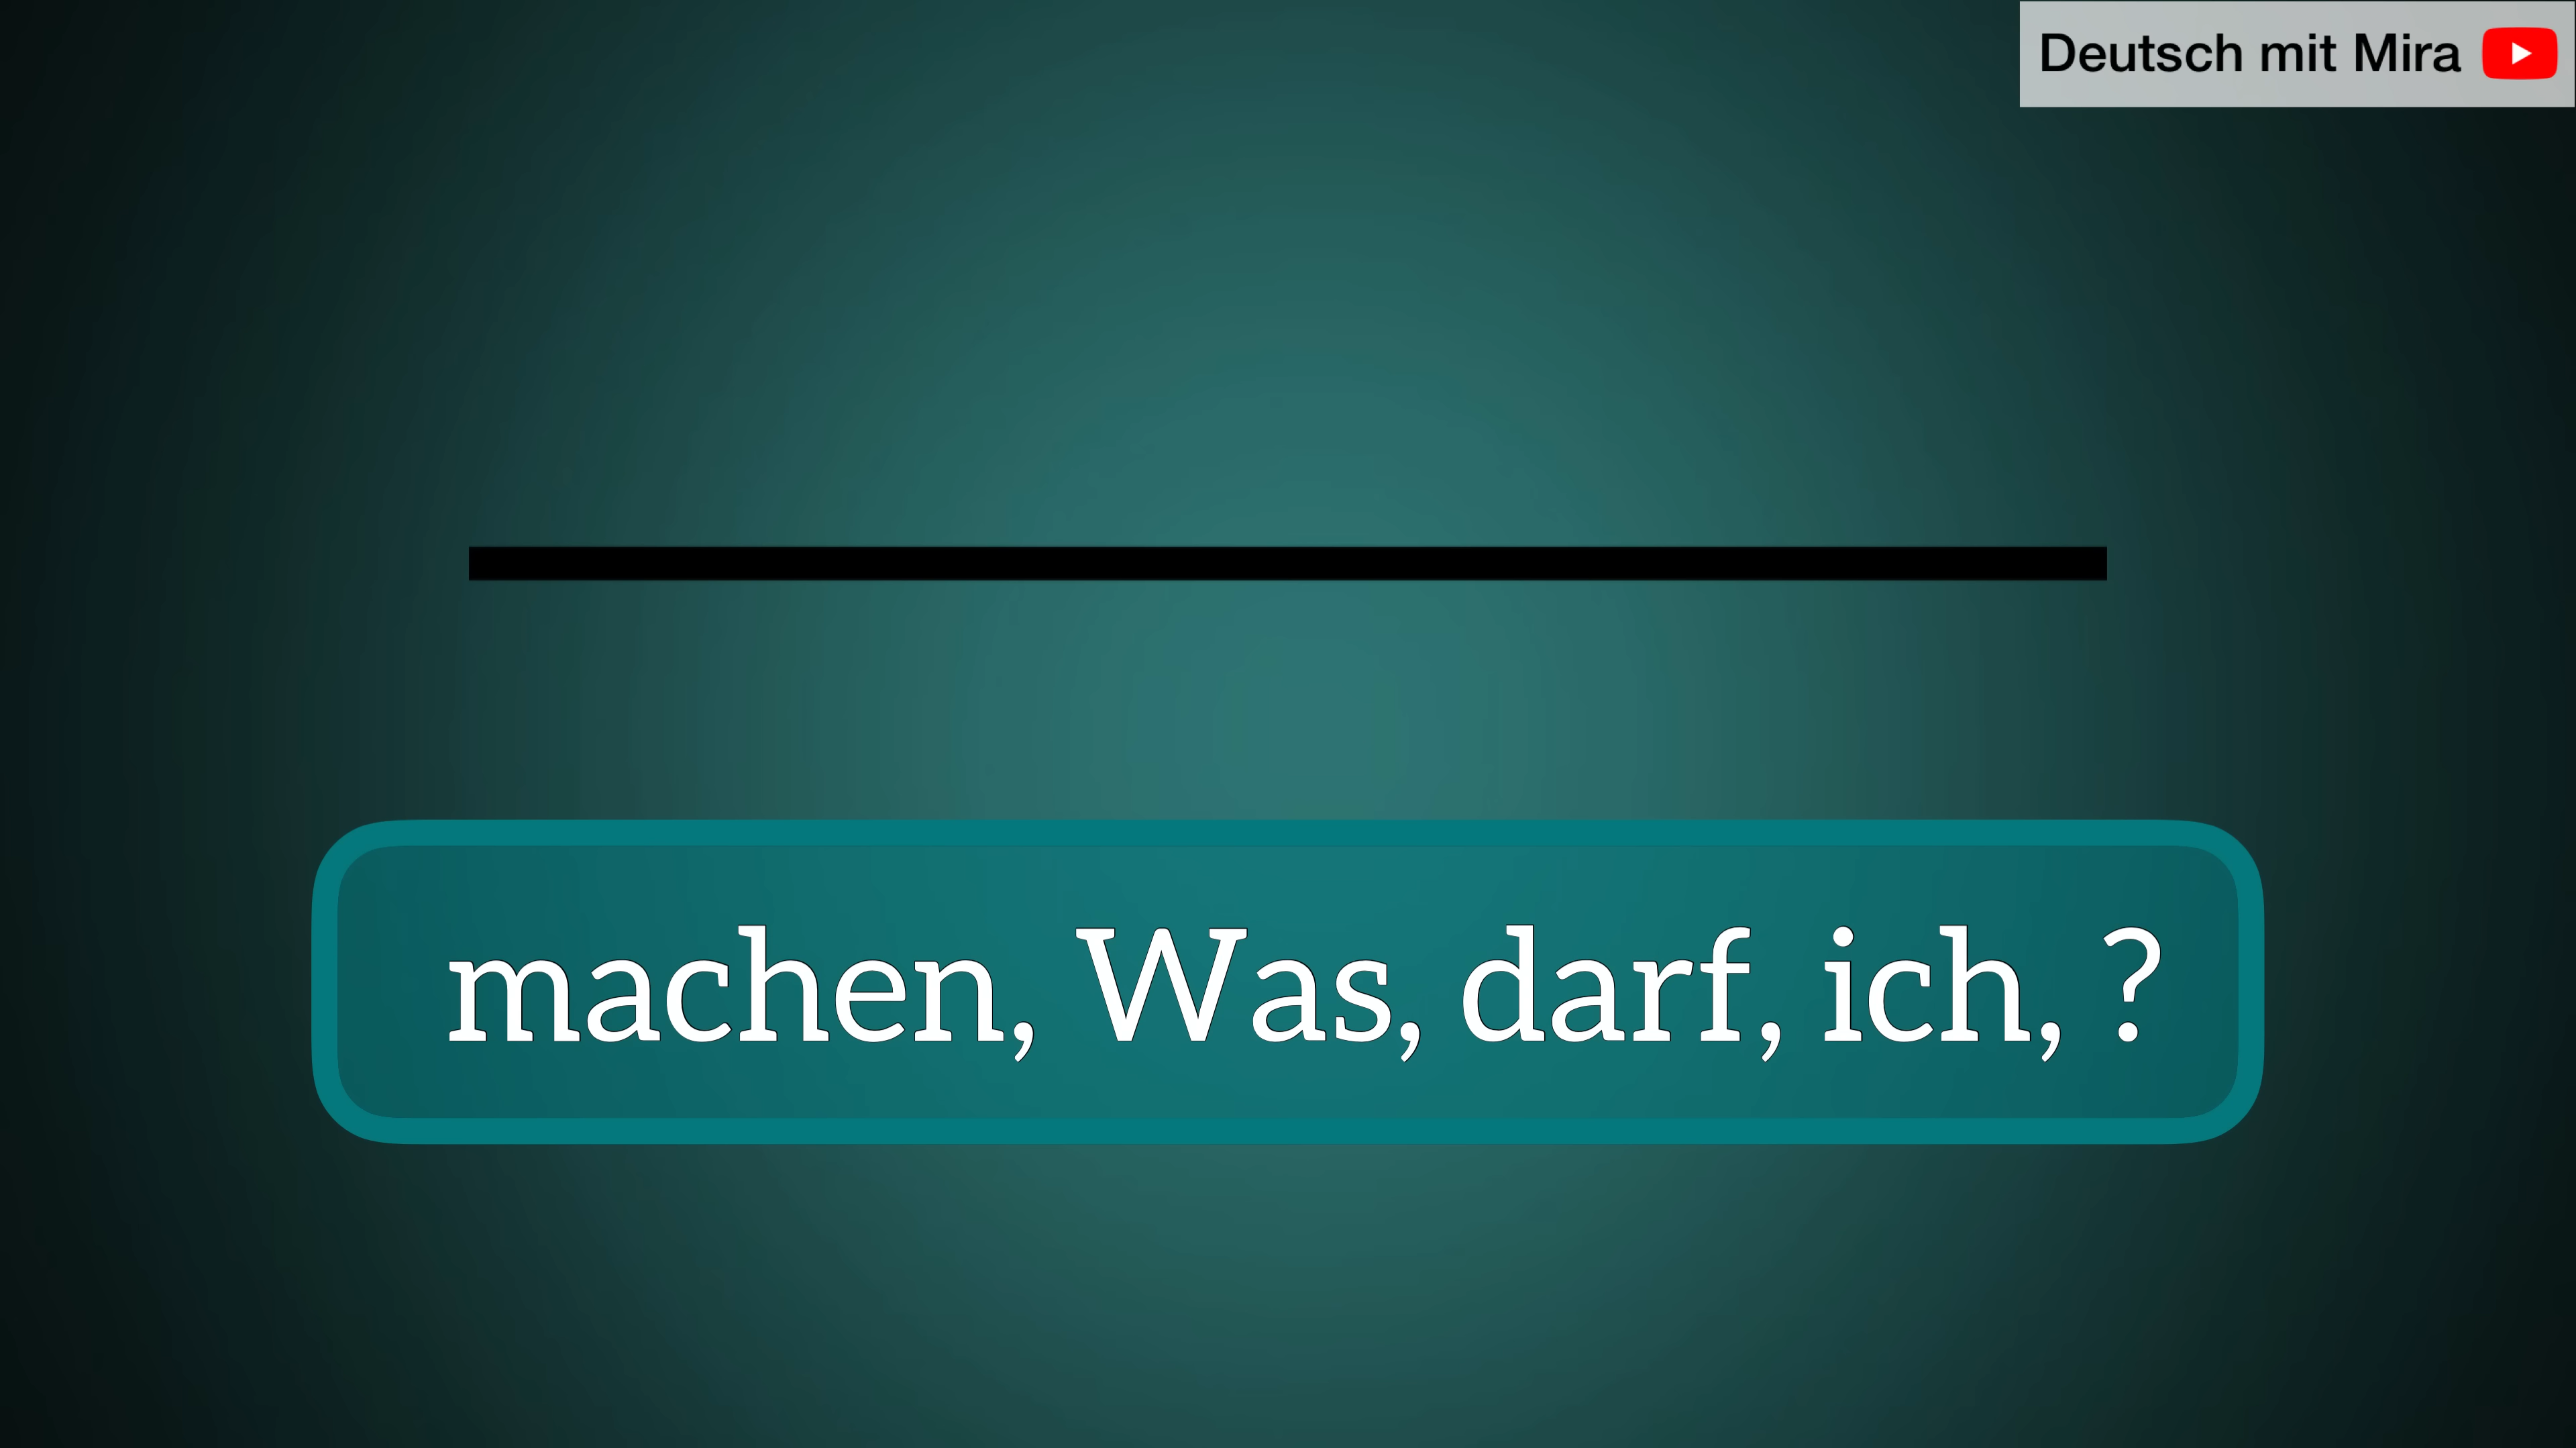 Deutsch mit Mira
machen, Was, darf, ich, ?